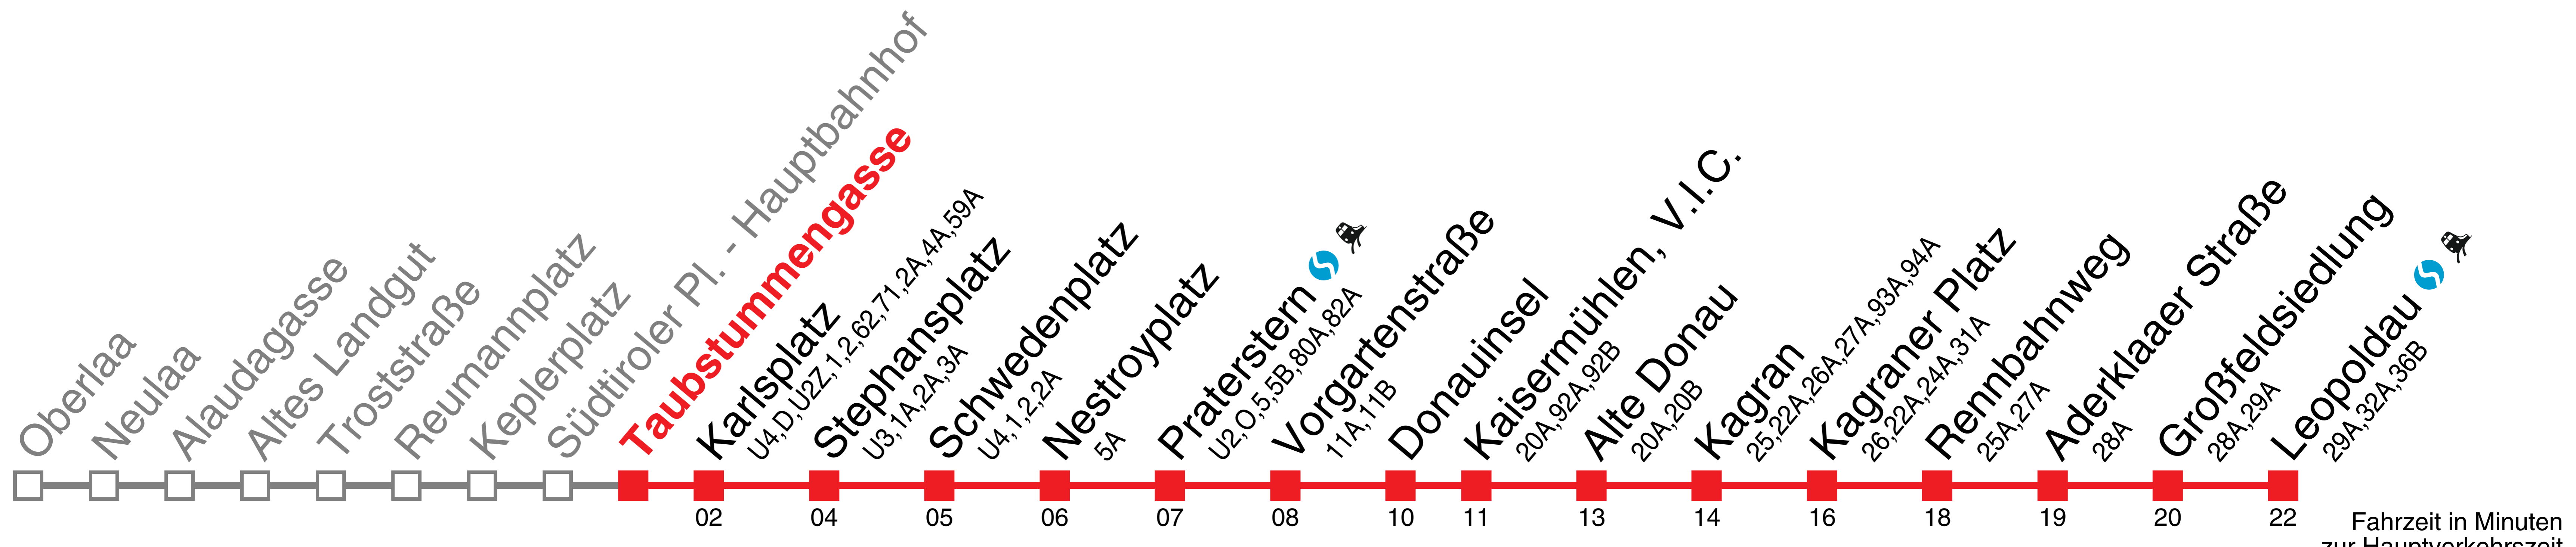 Oberlaa
Neulaa
Alaudagasse
Altes Landgut
Troststraße
Reumannplatz
Keplerplatz
Südtiroler Pl. - Hauptbahnhof
Taubstummengasse
Karlsplatz
U4,D,U2Z,1,2,62,71,2A,4A,59A
Stephansplatz
U3,1A,2A,3A
Schwedenplatz
U4,1,2,2A
Nestroyplatz
5A
Praterstern
U2,O,5,5B,80A,82A
Vorgartenstraße
11A,11B
Donauinsel
Kaisermühlen, V.I.C.
20A,92A,92B
Alte Donau
20A,20B
Kagran
25,22A,26A,27A,93A,94A
Kagraner Platz
26,22A,24A,31A
Rennbahnweg
25A,27A
Aderklaaer Straße
28A
Großfeldsiedlung
28A,29A
Leopoldau
29A,32A,36B
02 04 05 06 07 08 10 11 13 14 16 18 19 20 22
Fahrzeit in Minuten
zur Hauptverkehrszeit